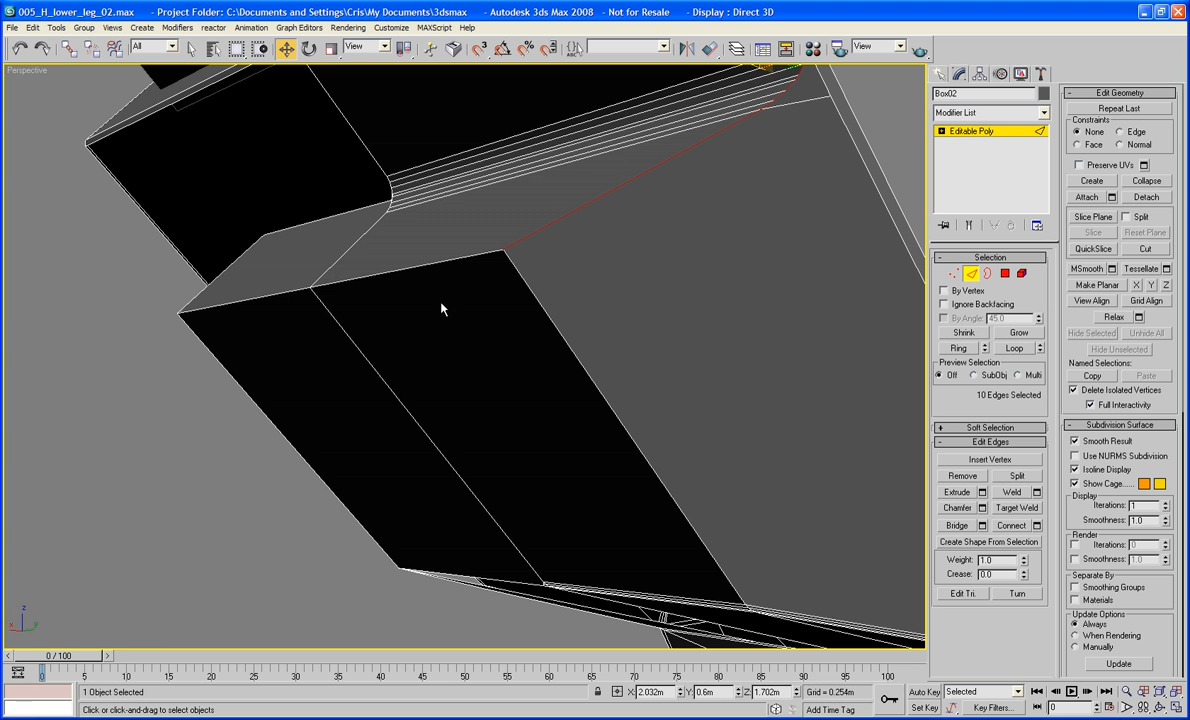 005_H_lower_leg_02.max - Project Folder: C:\Documents and Settings\Cris\My Documents\3dsmax - Autodesk 3ds Max 2008 - Not for Resale - Display : Direct 3D
File Edit Tools Group Views Create Modifiers reactor Animation Graph Editors Rendering Customize MAXScript Help
All View View
Perspective
Box02
Modifier List
Editable Poly
Selection
By Vertex
Ignore Backfacing
By Angle: 45.0
Shrink Grow
Ring Loop
Preview Selection
Off SubObj Multi
10 Edges Selected
Soft Selection
Edit Edges
Insert Vertex
Remove Split
Extrude Weld
Chamfer Target Weld
Bridge Connect
Create Shape From Selection
Weight: 1.0
Crease: 0.0
Edit Tri. Turn
Edit Geometry
Repeat Last
Constraints
None Edge
Face Normal
Preserve UVs
Create Collapse
Attach Detach
Slice Plane Split
Slice Reset Plane
QuickSlice Cut
MSmooth Tessellate
Make Planar X Y Z
View Align Grid Align
Relax
Hide Selected Unhide All
Hide Unselected
Named Selections:
Copy Paste
Delete Isolated Vertices
Full Interactivity
Subdivision Surface
Smooth Result
Use NURMS Subdivision
Isoline Display
Show Cage......
Display
Iterations: 1
Smoothness: 1.0
Render
Iterations: 0
Smoothness: 1.0
Separate By
Smoothing Groups
Materials
Update Options
Always
When Rendering
Manually
Update
z
x y
0 / 100
0 5 10 15 20 25 30 35 40 45 50 55 60 65 70 75 80 85 90 95 100
1 Object Selected X: 2.032m Y: 0.6m Z: 1.702m Grid = 0.254m Auto Key Selected
Click or click-and-drag to select objects Add Time Tag Set Key Key Filters... 0